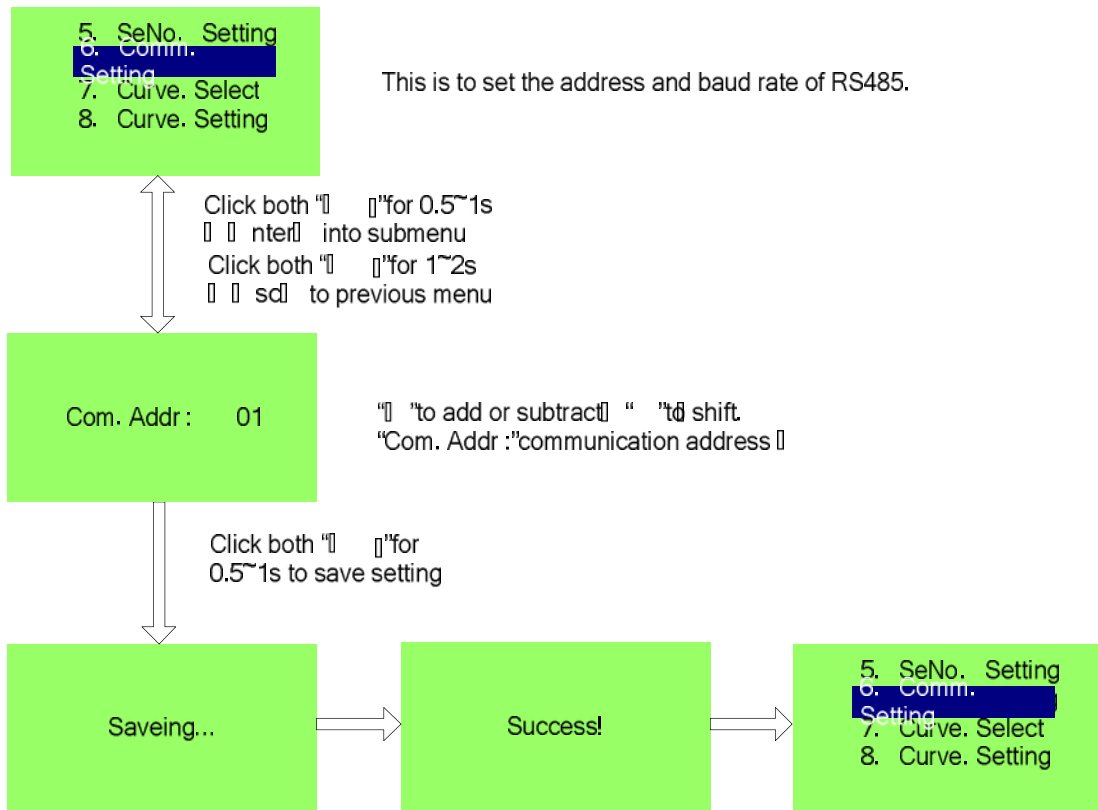 5. SeNo. Setting
6. Comm.
Setting
7. Curve. Select
8. Curve. Setting
This is to set the address and baud rate of RS485.
Click both “▯ ▯”for 0.5~1s
▯ ▯ nter▯ into submenu
Click both “▯ ▯”for 1~2s
▯ ▯ sc▯ to previous menu
Com. Addr : 01
“▯ ”to add or subtract▯ “ ”to▯ shift.
“Com. Addr :”communication address ▯
Click both “▯ ▯”for
0.5~1s to save setting
Saveing...
Success!
5. SeNo. Setting
6. Comm.
Setting
7. Curve. Select
8. Curve. Setting